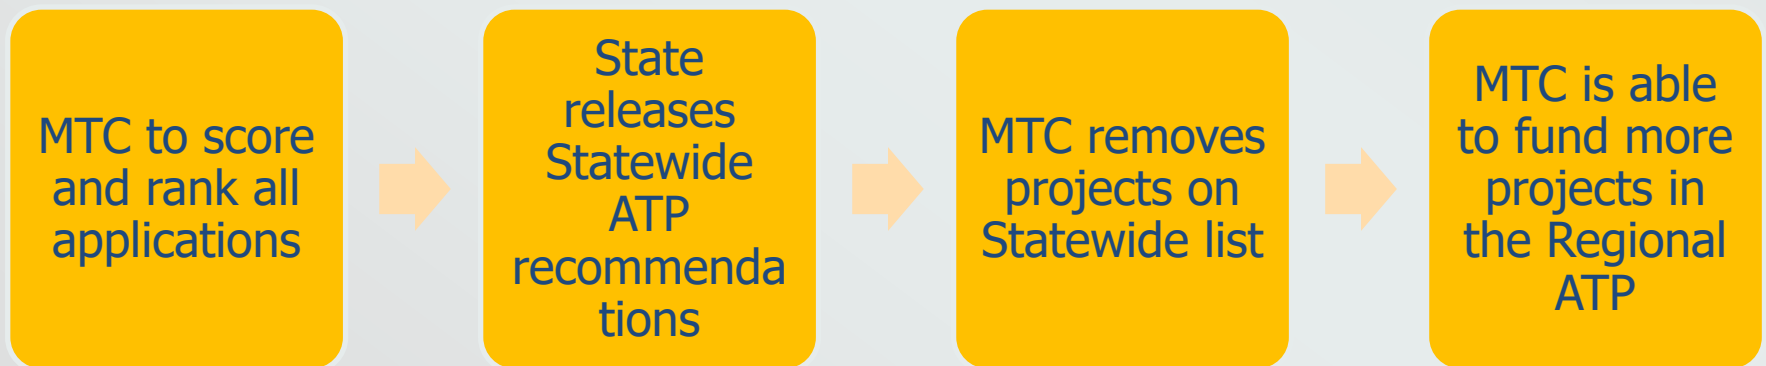 MTC to score
and rank all
applications
State
releases
Statewide
ATP
recommenda
tions
MTC removes
projects on
Statewide list
MTC is able
to fund more
projects in
the Regional
ATP